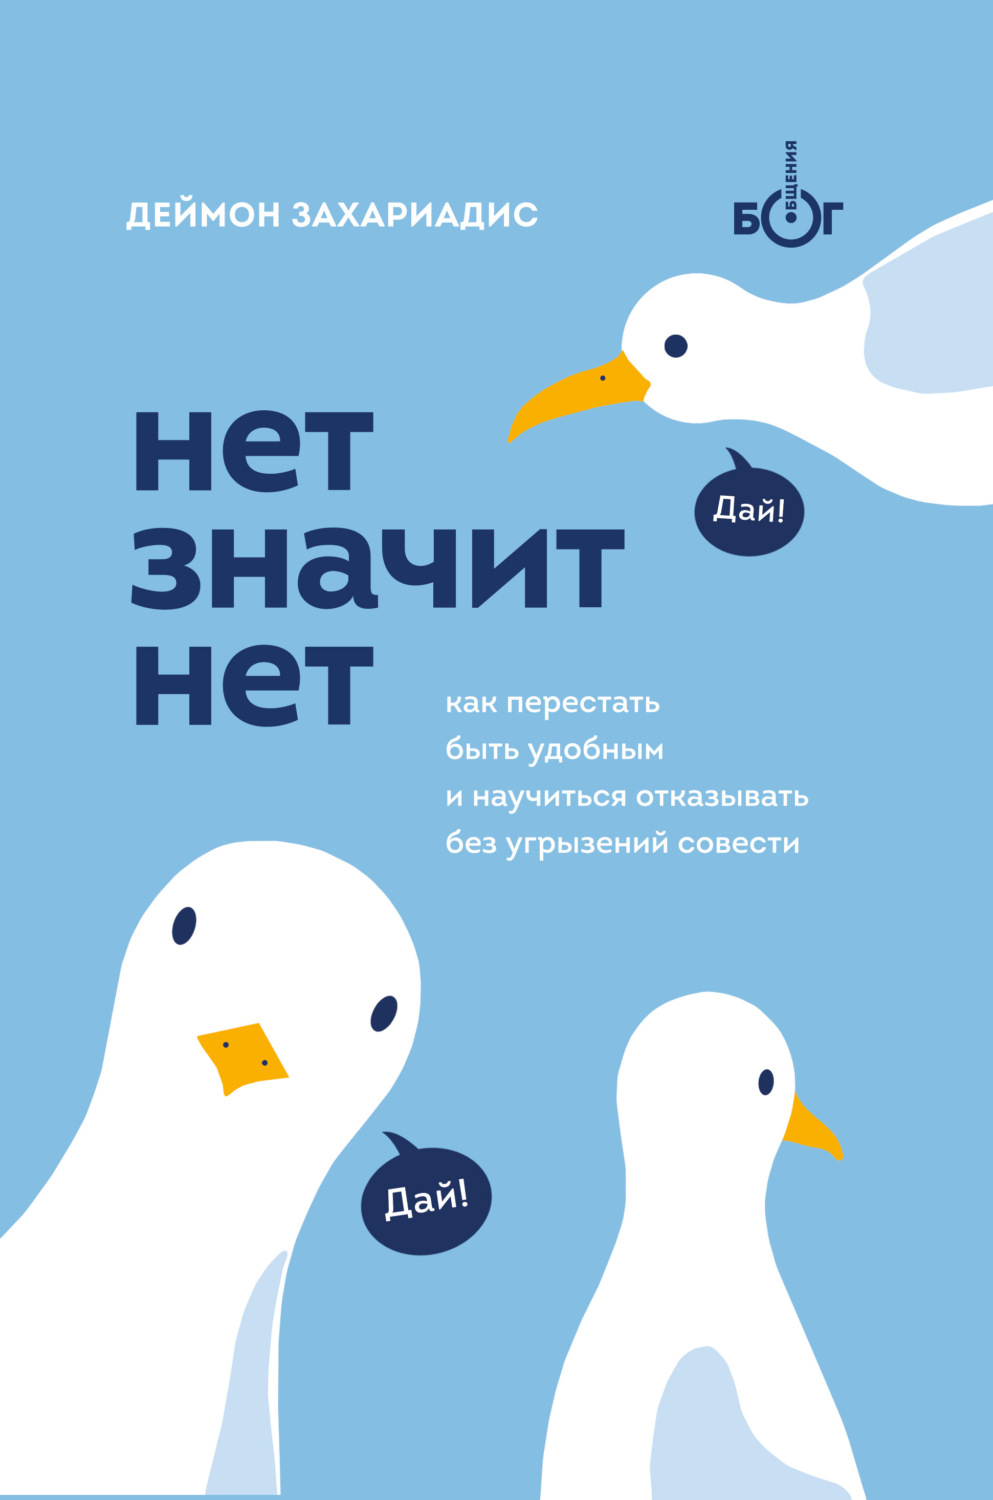 ДЕЙМОН ЗАХАРИАДИС
БОГ
ОБЩЕНИЯ
нет
значит
нет
Дай!
как перестать
быть удобным
и научиться отказывать
без угрызений совести
Дай!